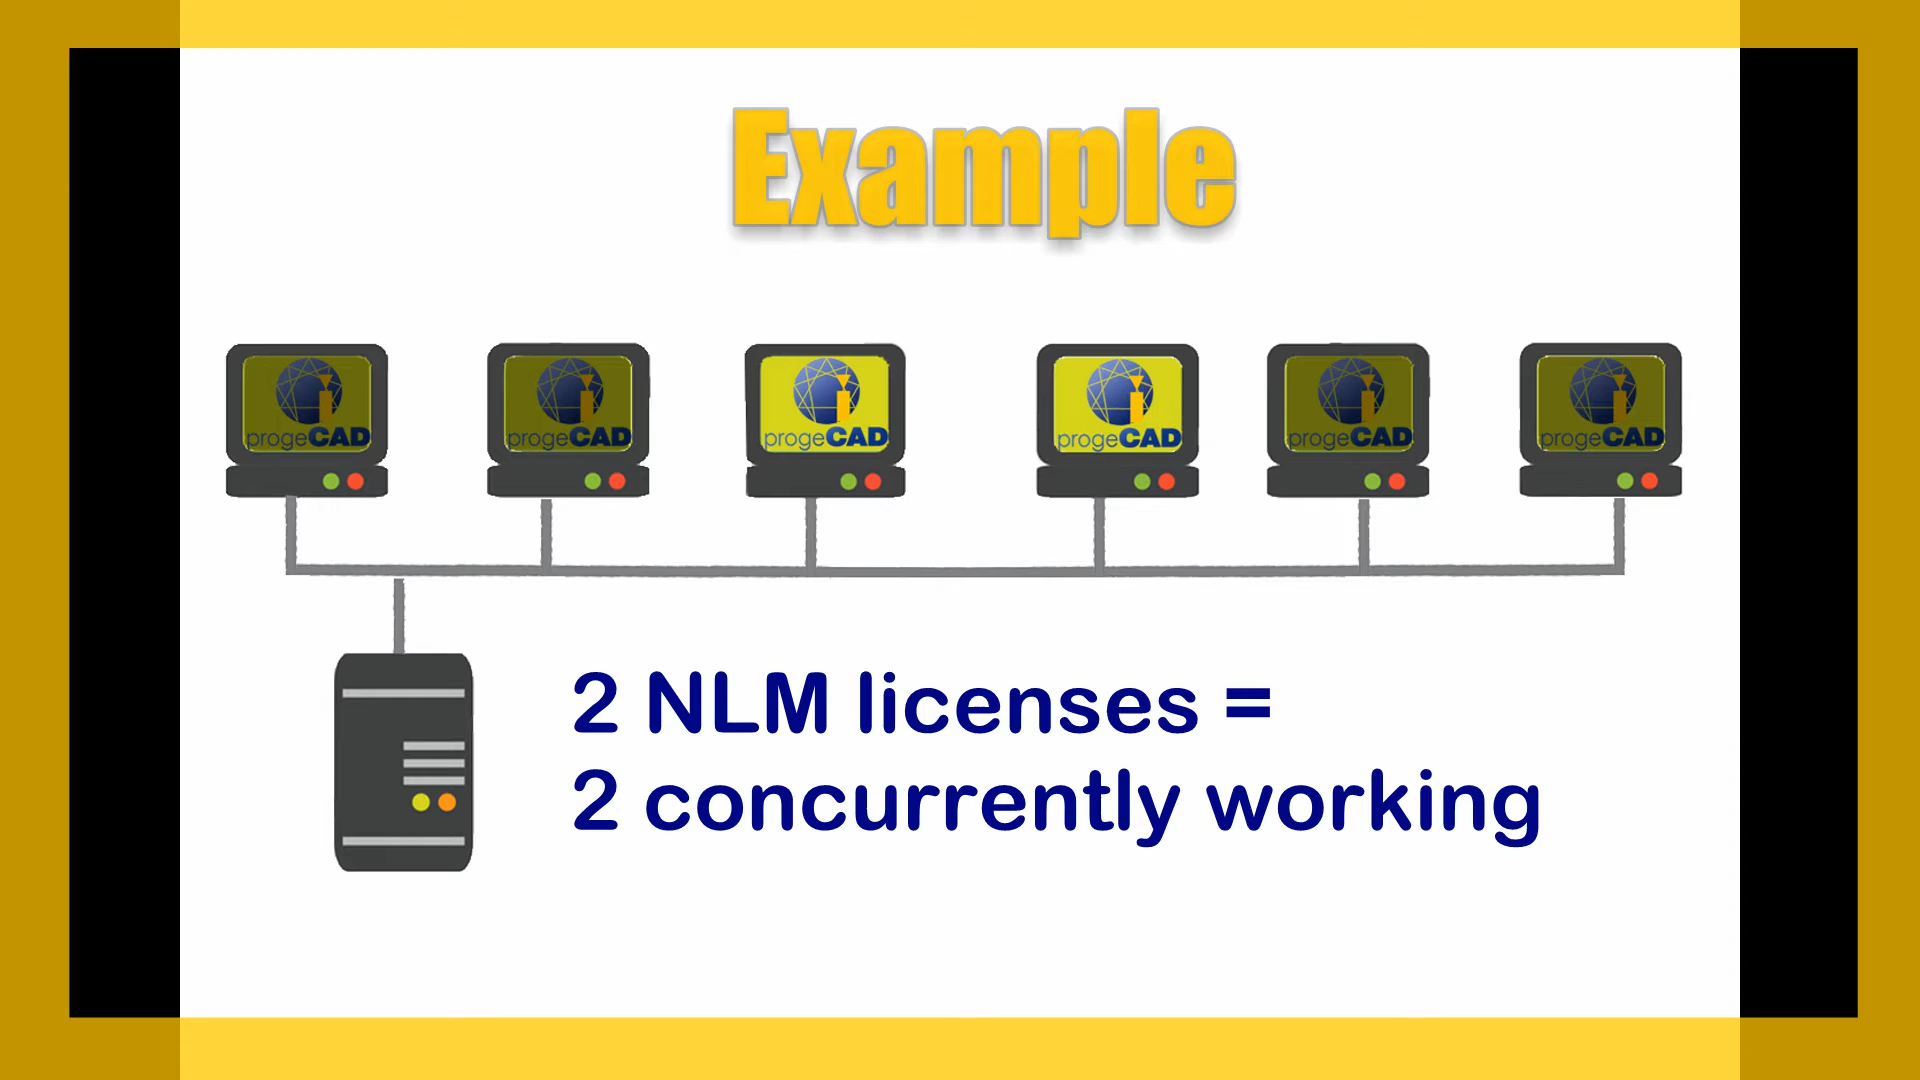 Example
progeCAD progeCAD progeCAD progeCAD progeCAD progeCAD
2 NLM licenses =
2 concurrently working